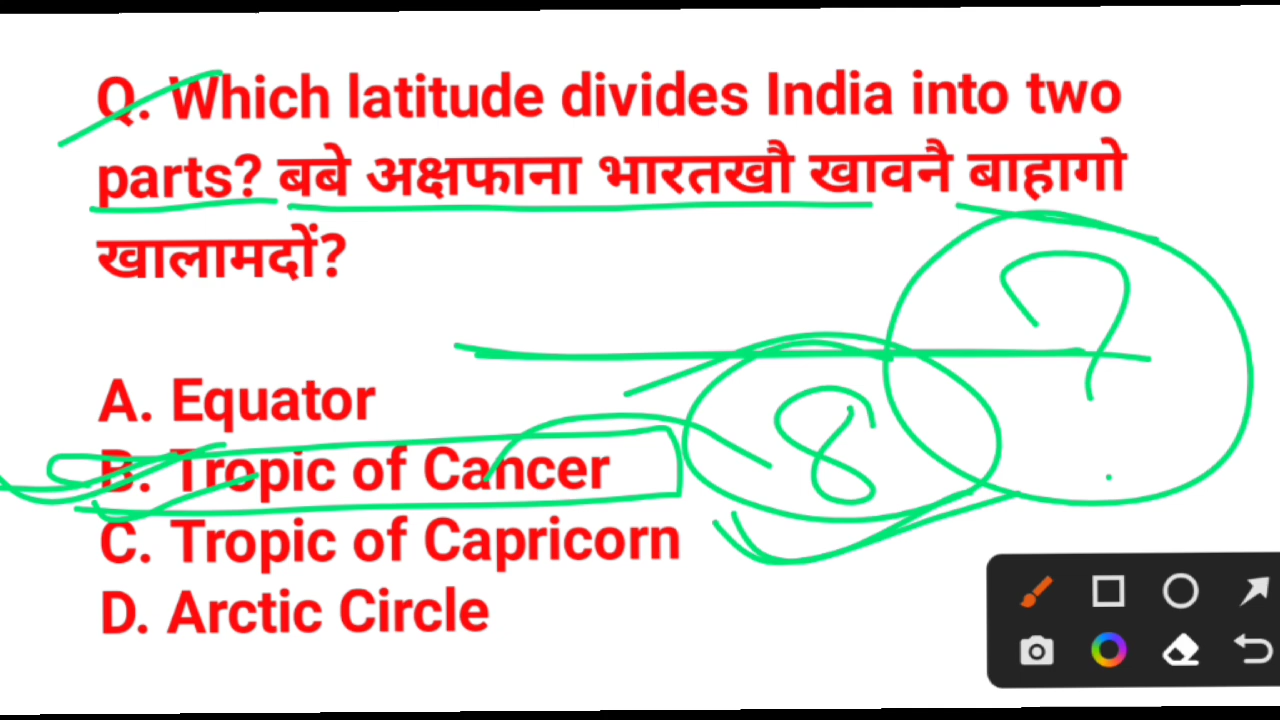 Q. Which latitude divides India into two
parts? बबे अक्षफाना भारतखौ खावनै बाहागो
खालामदों?
?
8
A. Equator
B. Tropic of Cancer
C. Tropic of Capricorn
D. Arctic Circle